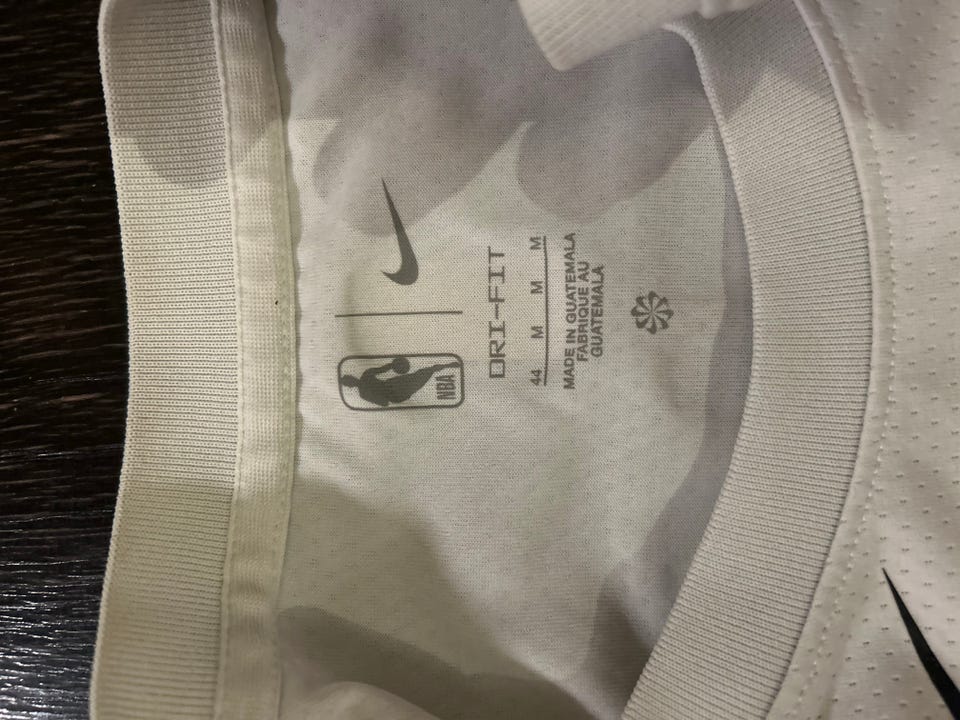 NBA
DRI-FIT
44 M M M
MADE IN GUATEMALA
FABRIQUE AU
GUATEMALA